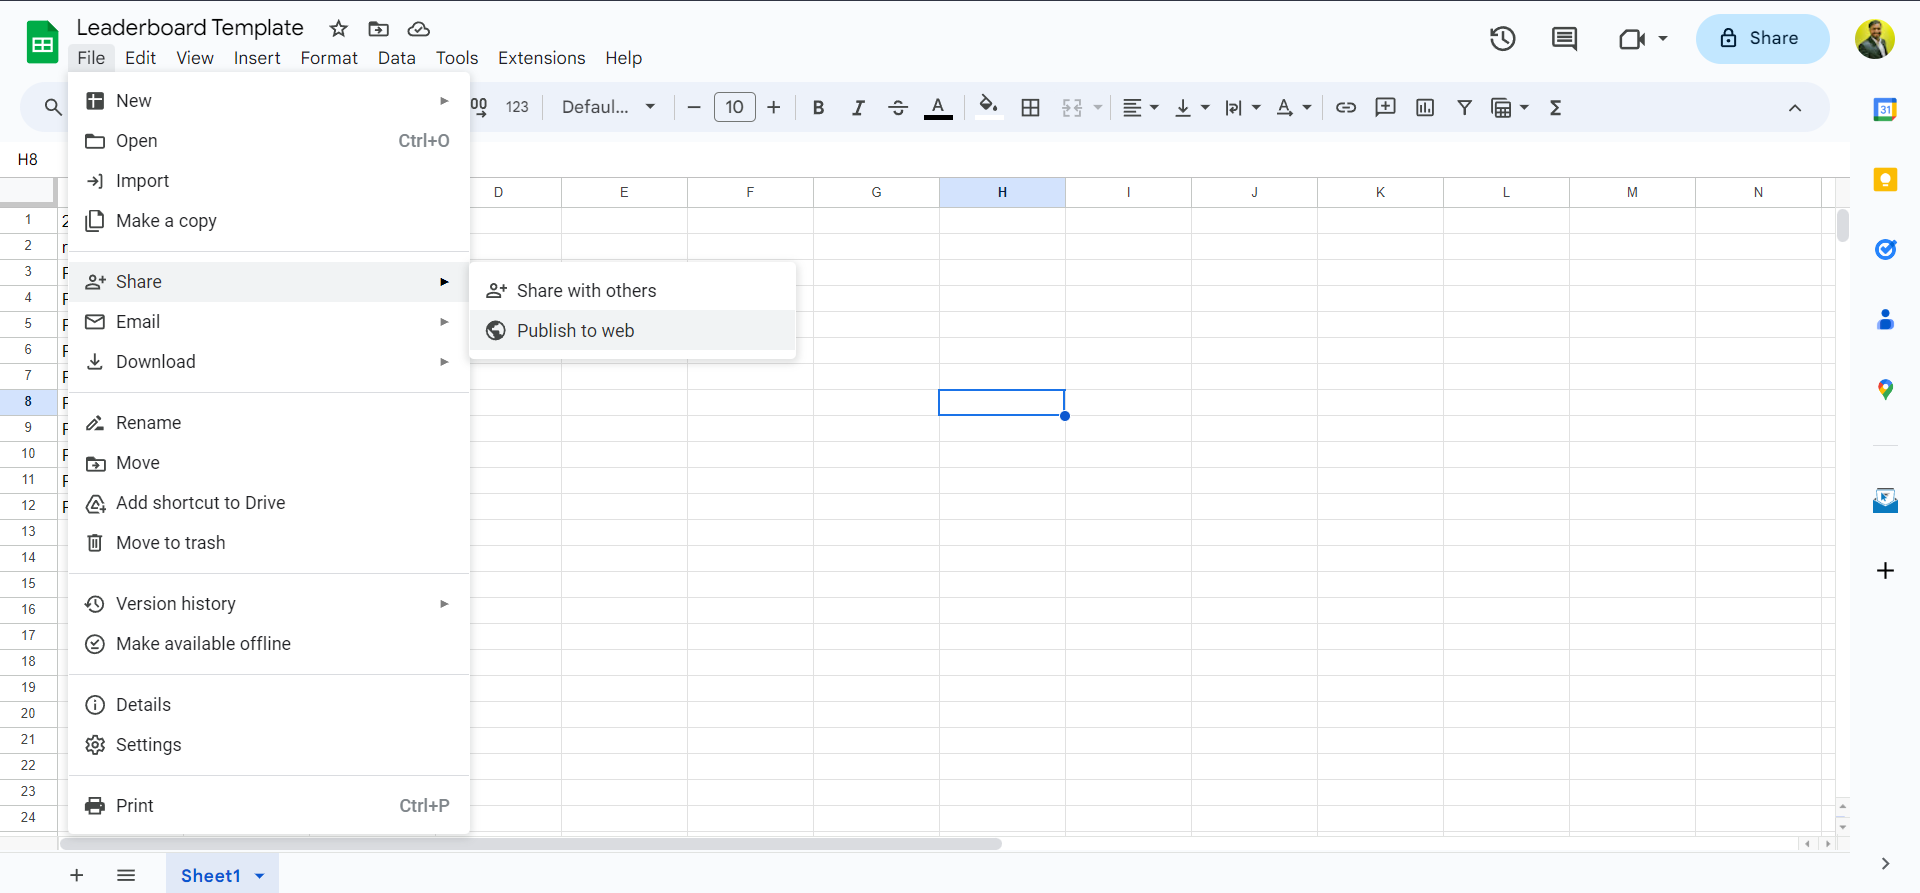 Leaderboard Template
File Edit View Insert Format Data Tools Extensions Help
Share
123 Defaul... 10
H8
New
Open Ctrl+O
Import
Make a copy
Share
Email
Download
Rename
Move
Add shortcut to Drive
Move to trash
Version history
Make available offline
Details
Settings
Print Ctrl+P
Share with others
Publish to web
D E F G H I J K L M N
1
2
3
4
5
6
7
8
9
10
11
12
13
14
15
16
17
18
19
20
21
22
23
24
31
Sheet1